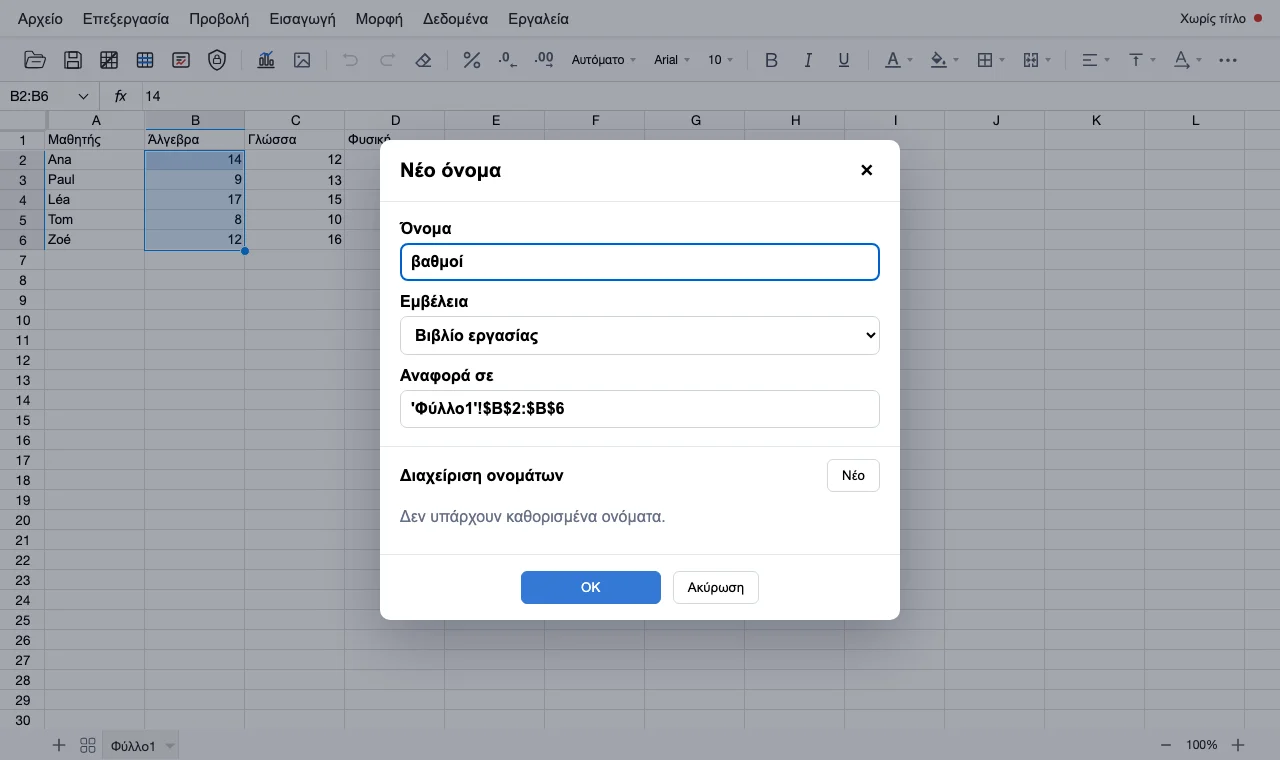 Αρχείο Επεξεργασία Προβολή Εισαγωγή Μορφή Δεδομένα Εργαλεία Χωρίς τίτλο
% .0 .00 Αυτόματο Arial 10 B I U A A
B2:B6 fx 14
A B C D E F G H I J K L
1 Μαθητής Άλγεβρα Γλώσσα Φυσική
2 Ana 14 12
3 Paul 9 13
4 Léa 17 15
5 Tom 8 10
6 Zoé 12 16
7
8
9
10
11
12
13
14
15
16
17
18
19
20
21
22
23
24
25
26
27
28
29
30
Νέο όνομα
Όνομα
βαθμοί
Εμβέλεια
Βιβλίο εργασίας
Αναφορά σε
'Φύλλο1'!$B$2:$B$6
Διαχείριση ονομάτων Νέο
Δεν υπάρχουν καθορισμένα ονόματα.
OK Ακύρωση
Φύλλο1 100%